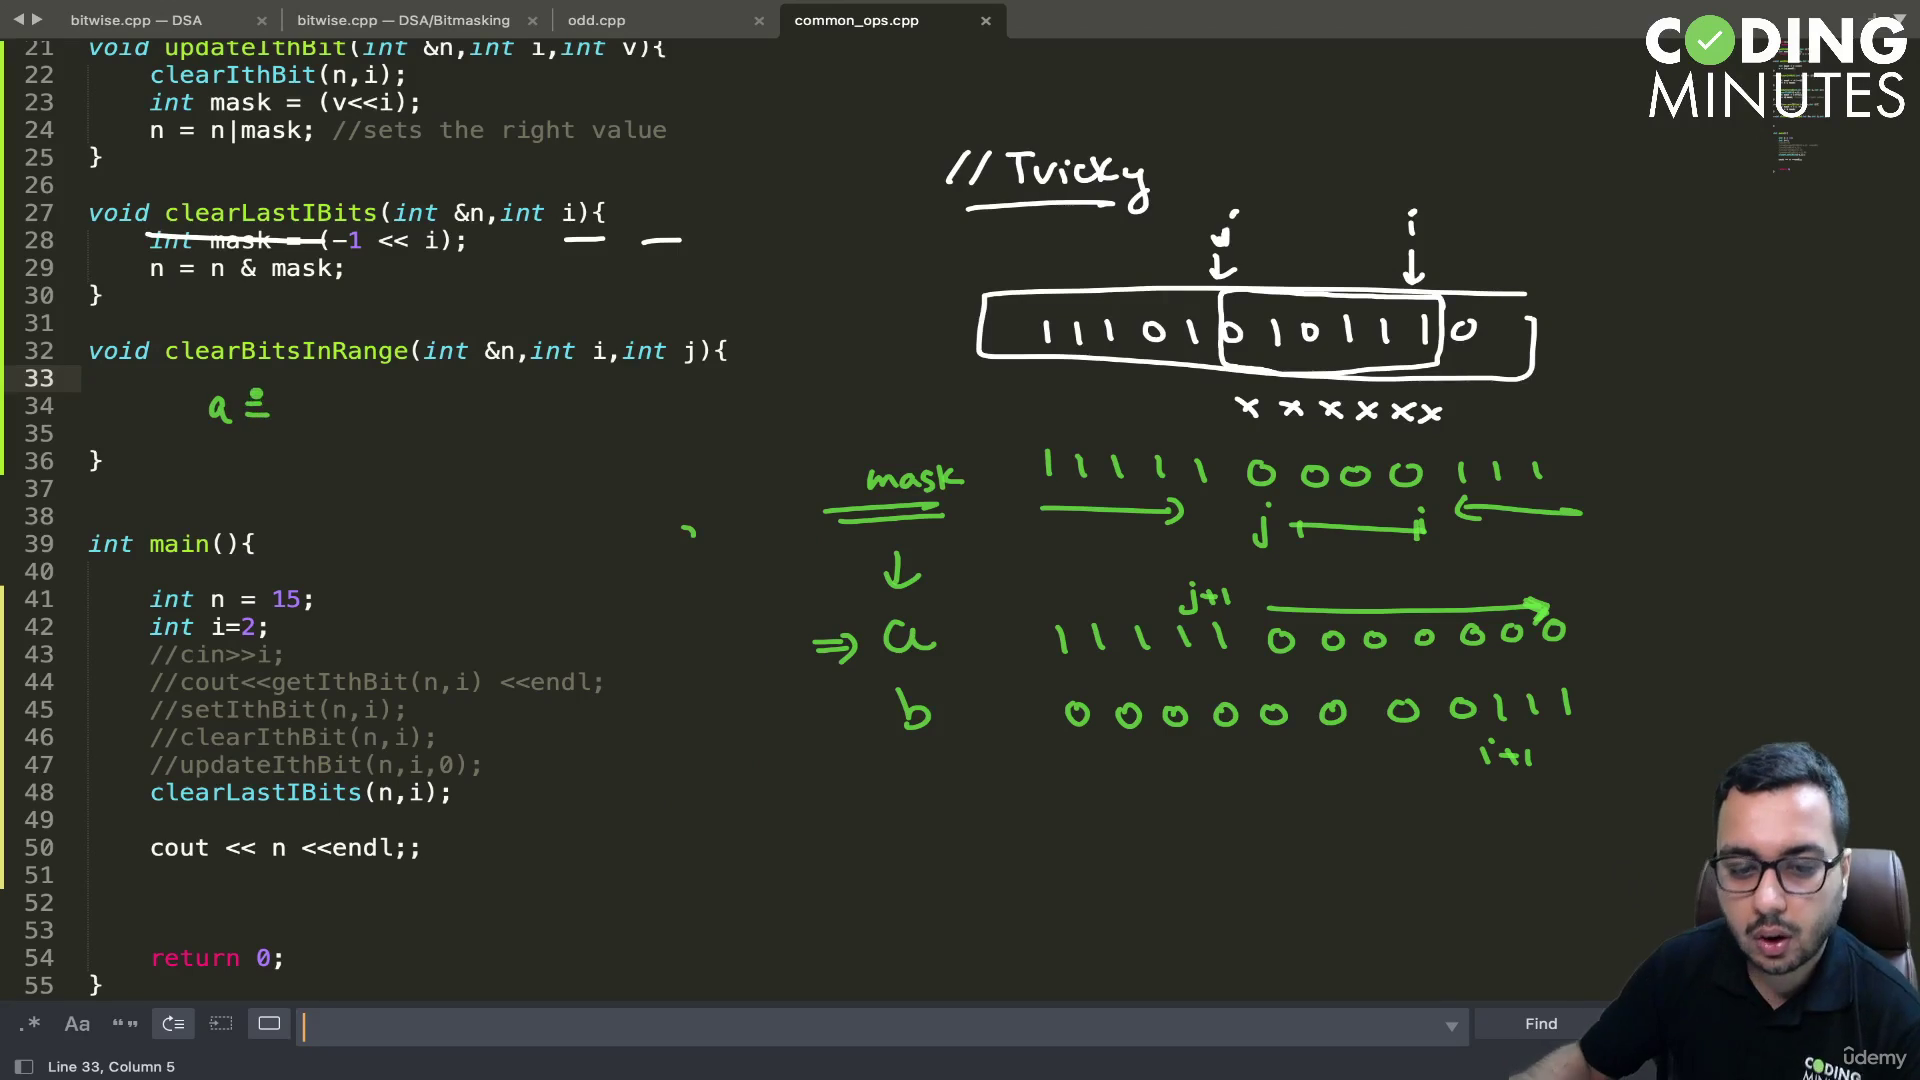 bitwise.cpp — DSA
bitwise.cpp — DSA/Bitmasking
odd.cpp
common_ops.cpp
CODING
MINUTES
21 void updateIthBit(int &n,int i,int v){
22 clearIthBit(n,i);
23 int mask = (v<<i);
24 n = n|mask; //sets the right value
25 }
26
27 void clearLastIBits(int &n,int i){
28 int mask = (-1 << i);
29 n = n & mask;
30 }
31
32 void clearBitsInRange(int &n,int i,int j){
33
34 a =
35
36 }
37
38
39 int main(){
40
41 int n = 15;
42 int i=2;
43 //cin>>i;
44 //cout<<getIthBit(n,i) <<endl;
45 //setIthBit(n,i);
46 //clearIthBit(n,i);
47 //updateIthBit(n,i,0);
48 clearLastIBits(n,i);
49
50 cout << n <<endl;;
51
52
53
54 return 0;
55 }
// Tricky
j i
1 1 1 0 1 0 1 0 1 1 1 0
x x x x x x
mask 1 1 1 1 1 0 0 0 0 1 1 1
j i
j+1
a 1 1 1 1 1 0 0 0 0 0 0 0
b 0 0 0 0 0 0 0 0 1 1 1
i+1
.* Aa “”
Find
Line 33, Column 5
CODING
udemy